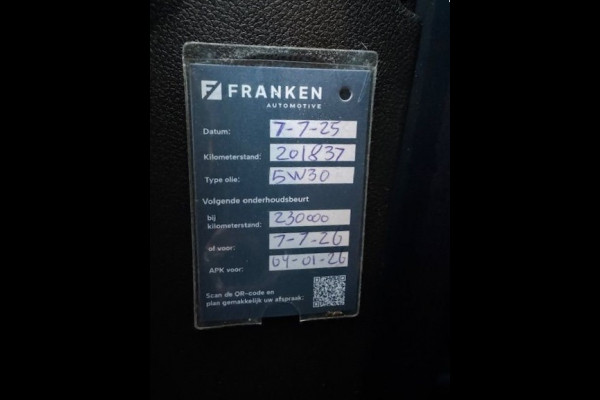 FRANKEN
AUTOMOTIVE
Datum: 7-7-25
Kilometerstand: 201837
Type olie: 5W30
Volgende onderhoudsbeurt
bij
kilometerstand: 230000
of voor: 7-7-26
APK voor: 04-01-26
Scan de QR-code en
plan gemakkelijk uw afspraak: